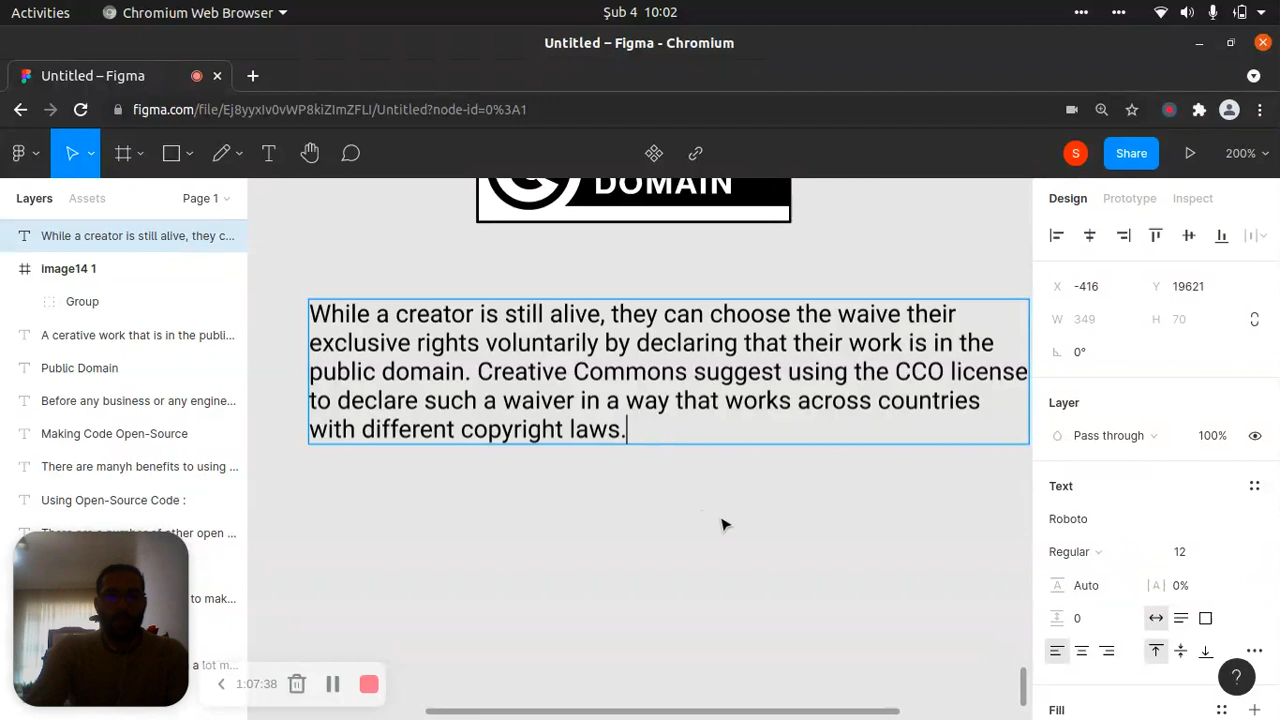 Activities
Chromium Web Browser
Şub 4 10:02
Untitled – Figma - Chromium
Untitled – Figma
figma.com/file/Ej8yyxIv0vWP8kiZImZFLI/Untitled?node-id=0%3A1
S
Share
200%
Layers
Assets
Page 1
While a creator is still alive, they c...
Image14 1
Group
A cerative work that is in the publi...
Public Domain
Before any business or any engine...
Making Code Open-Source
There are manyh benefits to using ...
Using Open-Source Code :
There are a number of other open ...
to mak...
a lot m...
1:07:38
DOMAIN
While a creator is still alive, they can choose the waive their
exclusive rights voluntarily by declaring that their work is in the
public domain. Creative Commons suggest using the CCO license
to declare such a waiver in a way that works across countries
with different copyright laws.
Design
Prototype
Inspect
X -416 Y 19621
W 349 H 70
0°
Layer
Pass through 100%
Text
Roboto
Regular 12
Auto |A| 0%
0
Fill
?